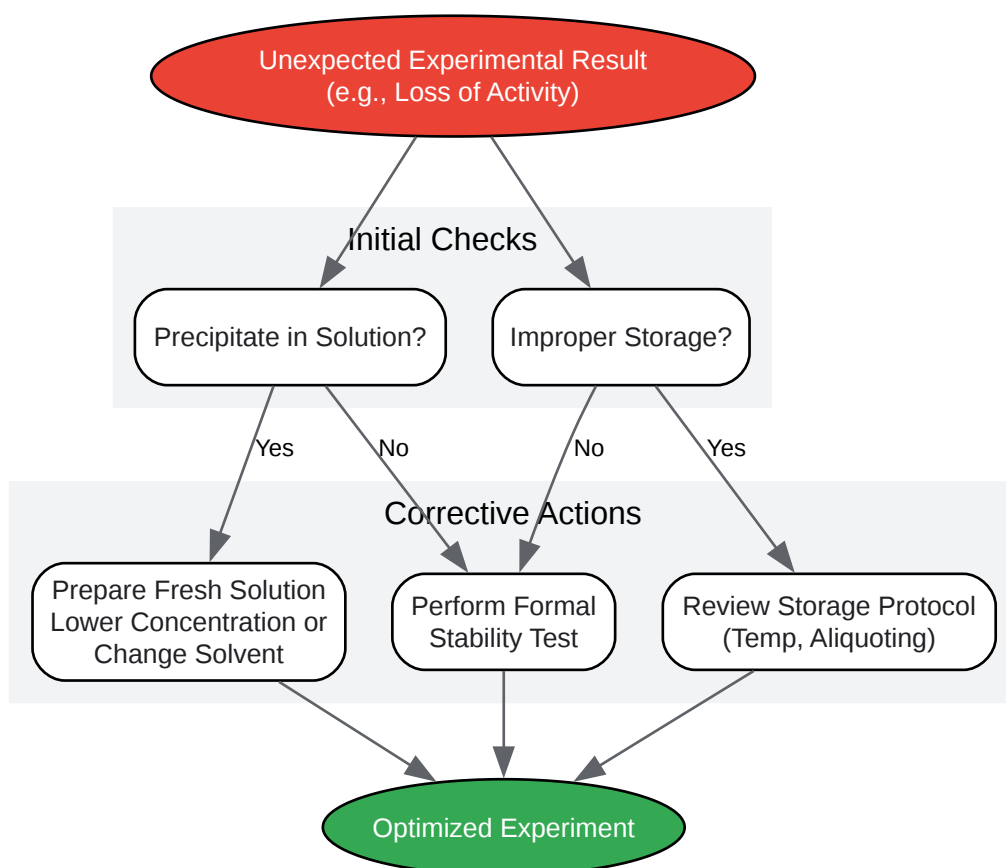 Unexpected Experimental Result
(e.g., Loss of Activity)
Initial Checks
Precipitate in Solution?
Improper Storage?
Yes
No
No
Yes
Corrective Actions
Prepare Fresh Solution
Lower Concentration or
Change Solvent
Perform Formal
Stability Test
Review Storage Protocol
(Temp, Aliquoting)
Optimized Experiment